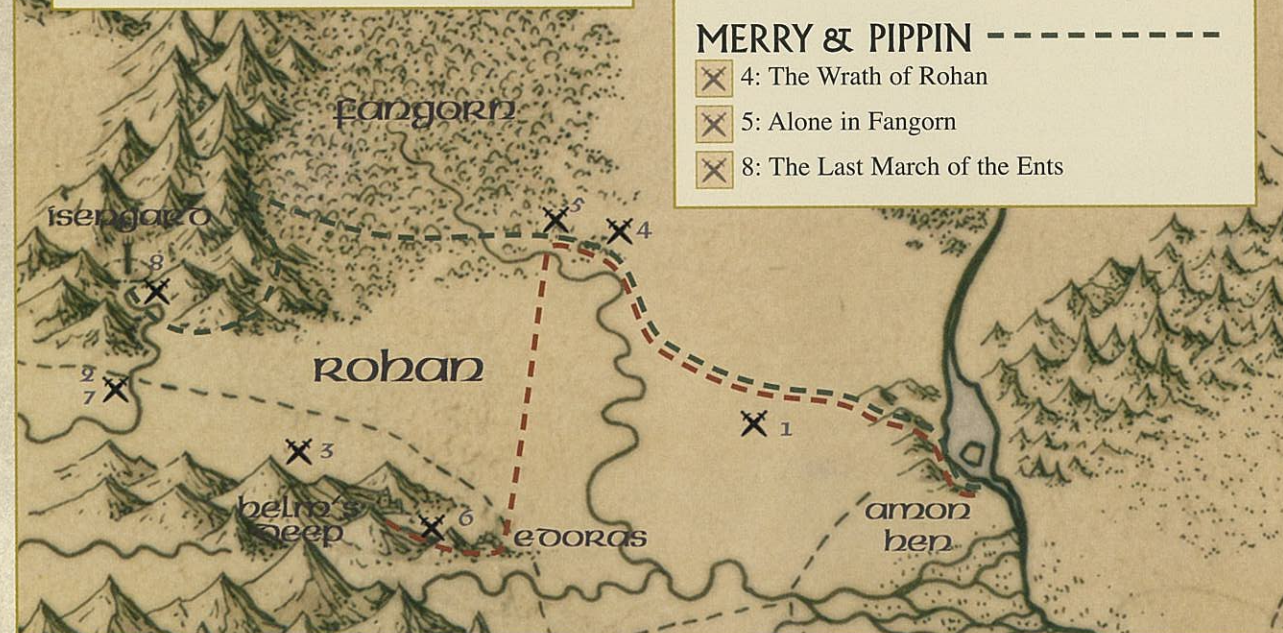 MERRY & PIPPIN
4: The Wrath of Rohan
5: Alone in Fangorn
8: The Last March of the Ents
fangorn
5
4
isengard
8
Rohan
2
7
1
3
helm's
deep
6
edoras
amon
hen